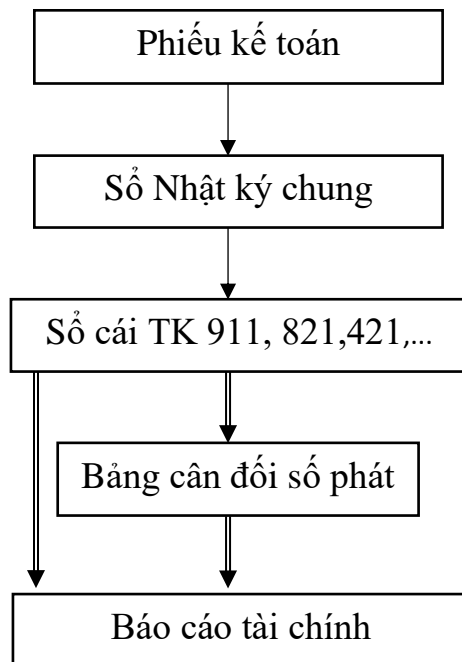 Phiếu kế toán
Sổ Nhật ký chung
Sổ cái TK 911, 821,421,...
Bảng cân đối số phát
Báo cáo tài chính